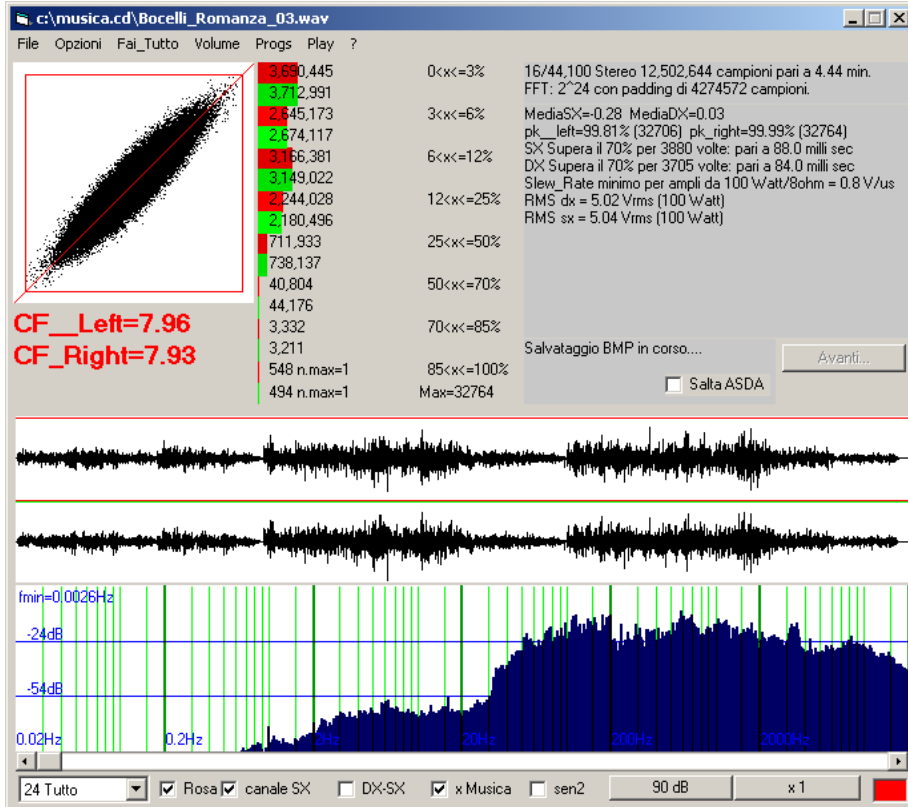 c:\musica.cd\Bocelli_Romanza_03.wav
File Opzioni Fai_Tutto Volume Progs Play ?
3,690,445 0<x<=3%
3,712,991
2,645,173 3<x<=6%
2,674,117
3,166,381 6<x<=12%
3,149,022
2,244,028 12<x<=25%
2,180,496
711,933 25<x<=50%
738,137
40,804 50<x<=70%
44,176
3,332 70<x<=85%
3,211
548 n.max=1 85<x<=100%
494 n.max=1 Max=32764
CF__Left=7.96
CF_Right=7.93
16/44,100 Stereo 12,502,644 campioni pari a 4.44 min.
FFT: 2^24 con padding di 4274572 campioni.
MediaSX=-0.28 MediaDX=0.03
pk__left=99.81% (32706) pk_right=99.99% (32764)
SX Supera il 70% per 3880 volte: pari a 88.0 milli sec
DX Supera il 70% per 3705 volte: pari a 84.0 milli sec
Slew_Rate minimo per ampli da 100 Watt/8ohm = 0.8 V/us
RMS dx = 5.02 Vrms (100 Watt)
RMS sx = 5.04 Vrms (100 Watt)
Salvataggio BMP in corso....
Avanti...
Salta ASDA
fmin=0.0026Hz
-24dB
-54dB
0.02Hz 0.2Hz 2Hz 20Hz 200Hz 2000Hz
24 Tutto Rosa canale SX DX-SX x Musica sen2 90 dB x 1